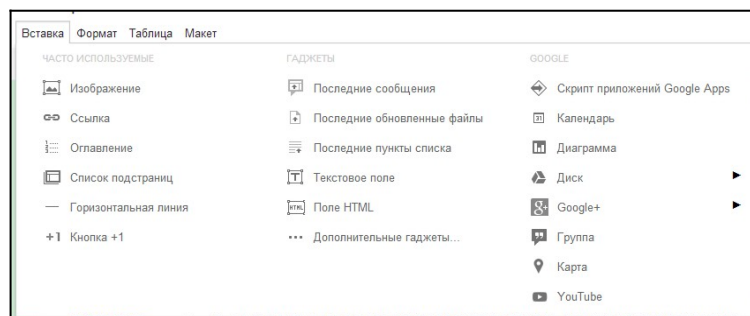 Вставка Формат Таблица Макет
ЧАСТО ИСПОЛЬЗУЕМЫЕ
Изображение
Ссылка
Оглавление
Список подстраниц
Горизонтальная линия
+1 Кнопка +1
ГАДЖЕТЫ
Последние сообщения
Последние обновленные файлы
Последние пункты списка
Текстовое поле
HTML Поле HTML
Дополнительные гаджеты...
GOOGLE
Скрипт приложений Google Apps
31 Календарь
Диаграмма
Диск
g+ Google+
Группа
Карта
YouTube